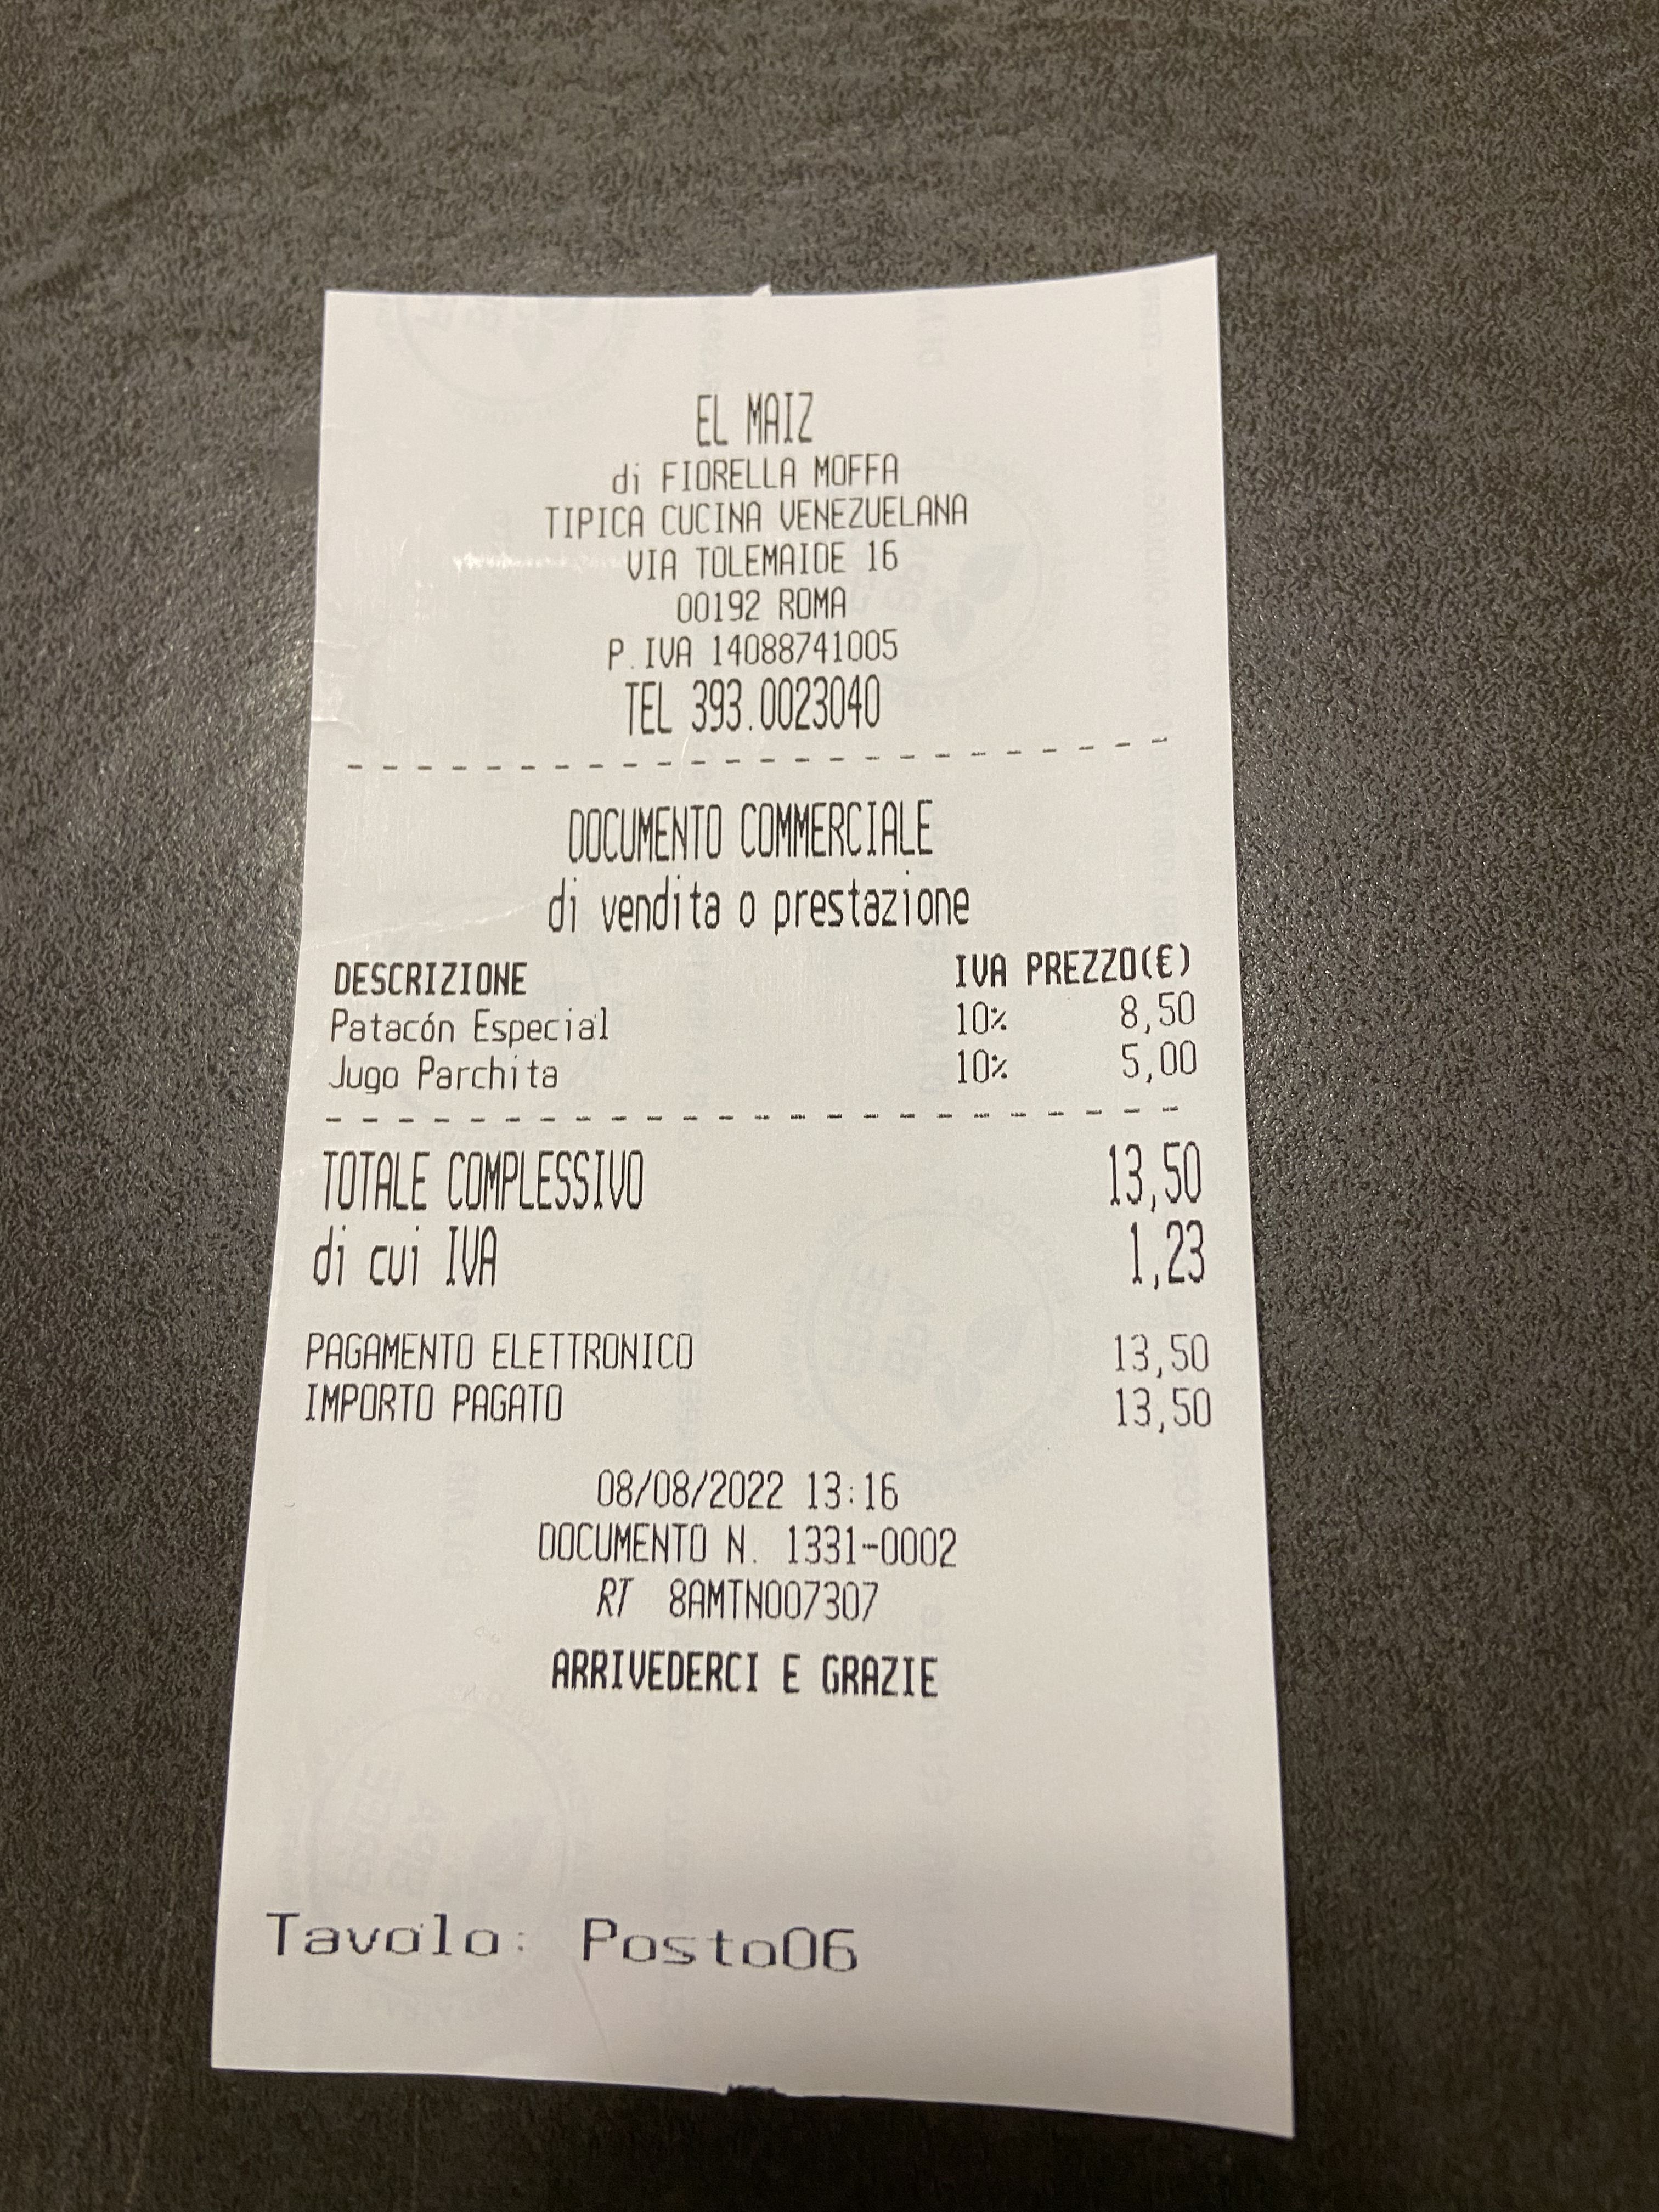 EL MAIZ
di FIORELLA MOFFA
TIPICA CUCINA VENEZUELANA
VIA TOLEMAIDE 16
00192 ROMA
P.IVA 14088741005
TEL 393.0023040
DOCUMENTO COMMERCIALE
di vendita o prestazione
DESCRIZIONE IVA PREZZO(€)
Patacón Especial 10% 8,50
Jugo Parchita 10% 5,00
TOTALE COMPLESSIVO 13,50
di cui IVA 1,23
PAGAMENTO ELETTRONICO 13,50
IMPORTO PAGATO 13,50
08/08/2022 13:16
DOCUMENTO N. 1331-0002
RT 8AMTN007307
ARRIVEDERCI E GRAZIE
Tavolo: Posto06